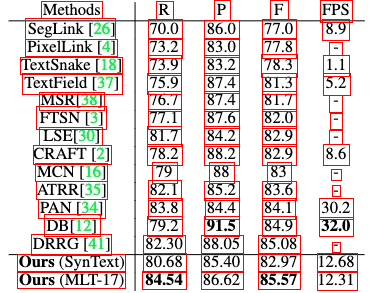 Methods R P F FPS
SegLink [26] 70.0 86.0 77.0 8.9
PixelLink [4] 73.2 83.0 77.8 -
TextSnake [18] 73.9 83.2 78.3 1.1
TextField [37] 75.9 87.4 81.3 5.2
MSR[38] 76.7 87.4 81.7 -
FTSN [3] 77.1 87.6 82.0 -
LSE[30] 81.7 84.2 82.9 -
CRAFT [2] 78.2 88.2 82.9 8.6
MCN [16] 79 88 83 -
ATRR[35] 82.1 85.2 83.6 -
PAN [34] 83.8 84.4 84.1 30.2
DB[12] 79.2 91.5 84.9 32.0
DRRG [41] 82.30 88.05 85.08 -
Ours (SynText) 80.68 85.40 82.97 12.68
Ours (MLT-17) 84.54 86.62 85.57 12.31